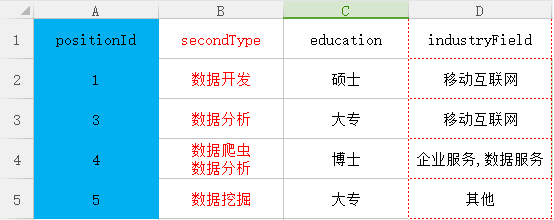 A B C D
1 positionId secondType education industryField
2 1 数据开发 硕士 移动互联网
3 3 数据分析 大专 移动互联网
4 4 数据爬虫 博士 企业服务,数据服务
数据分析
5 5 数据挖掘 大专 其他